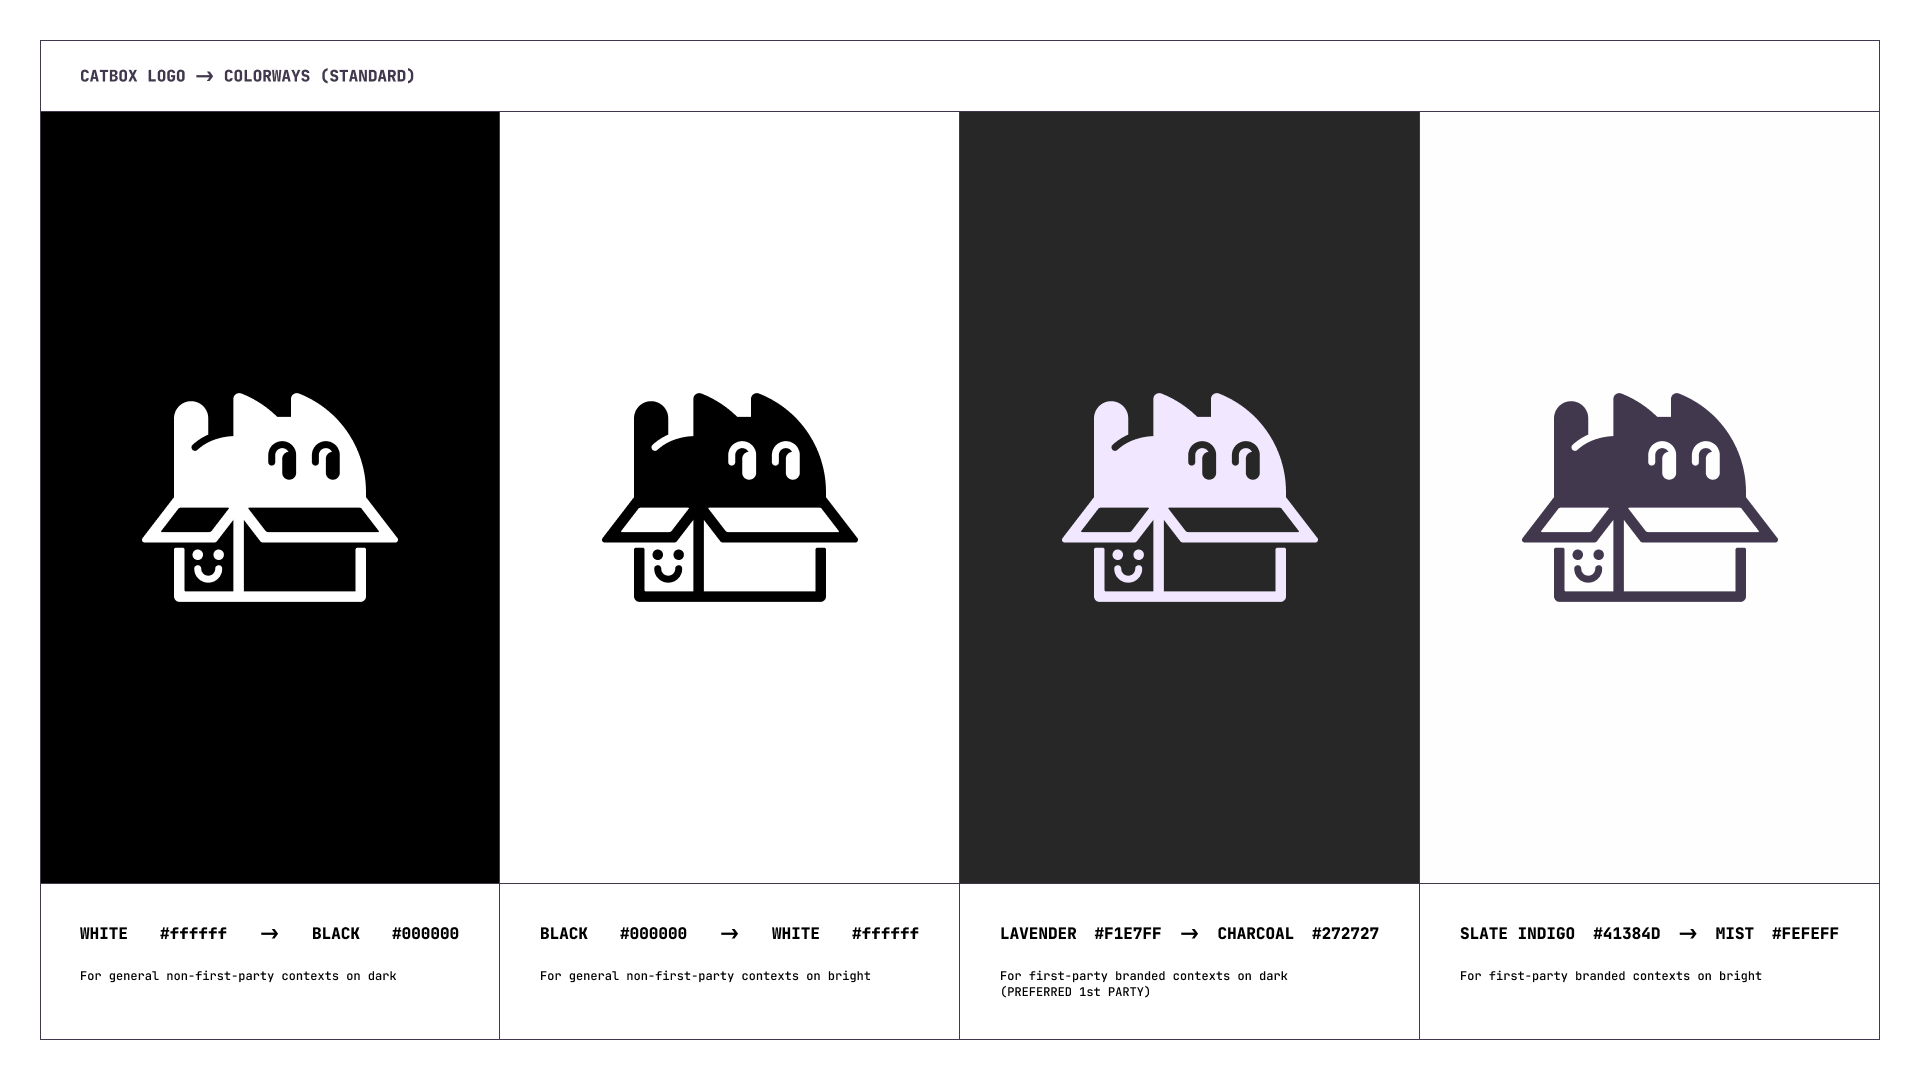 CATBOX LOGO → COLORWAYS (STANDARD)
WHITE #ffffff → BLACK #000000
For general non-first-party contexts on dark
BLACK #000000 → WHITE #ffffff
For general non-first-party contexts on bright
LAVENDER #F1E7FF → CHARCOAL #272727
For first-party branded contexts on dark
(PREFERRED 1st PARTY)
SLATE INDIGO #41384D → MIST #FEFEFF
For first-party branded contexts on bright